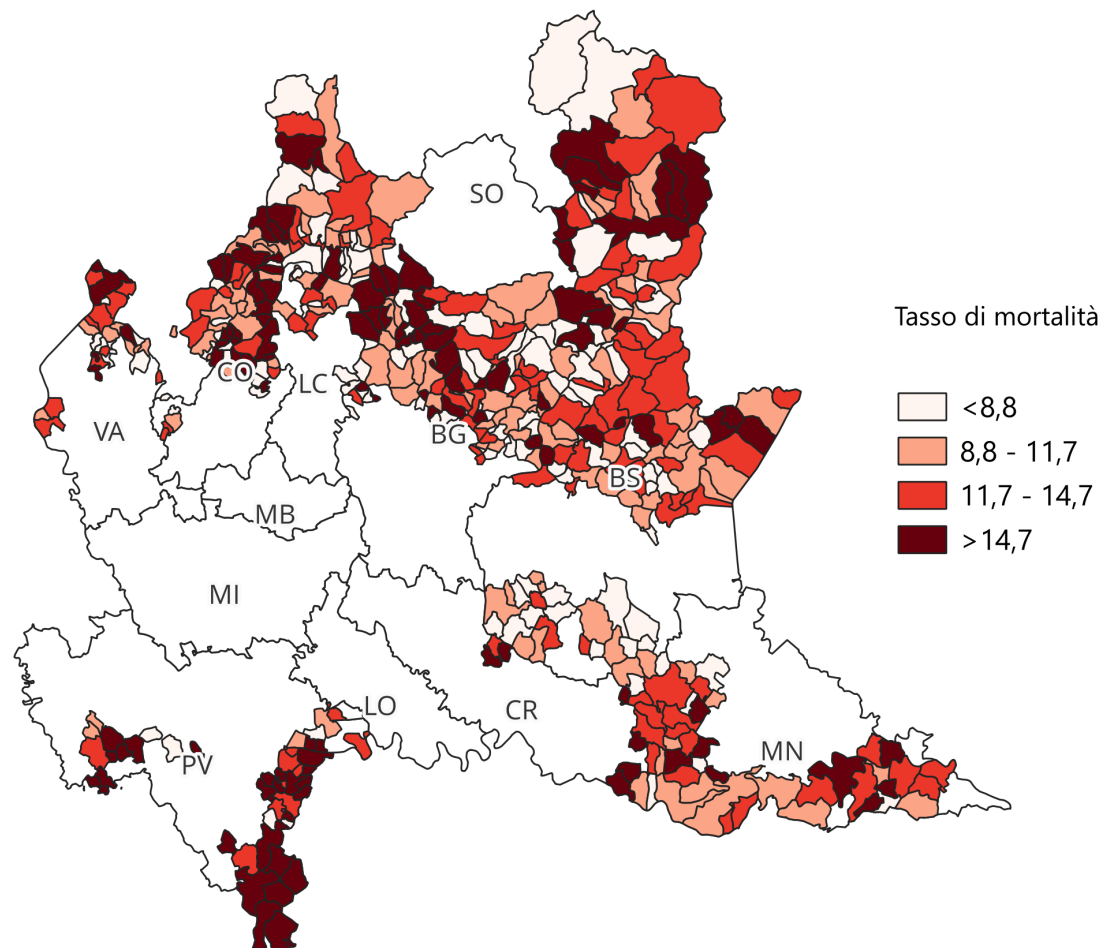 SO
Tasso di mortalità
CO
LC
<8,8
VA
BG
8,8 - 11,7
BS
11,7 - 14,7
MB
>14,7
MI
LO
CR
MN
PV